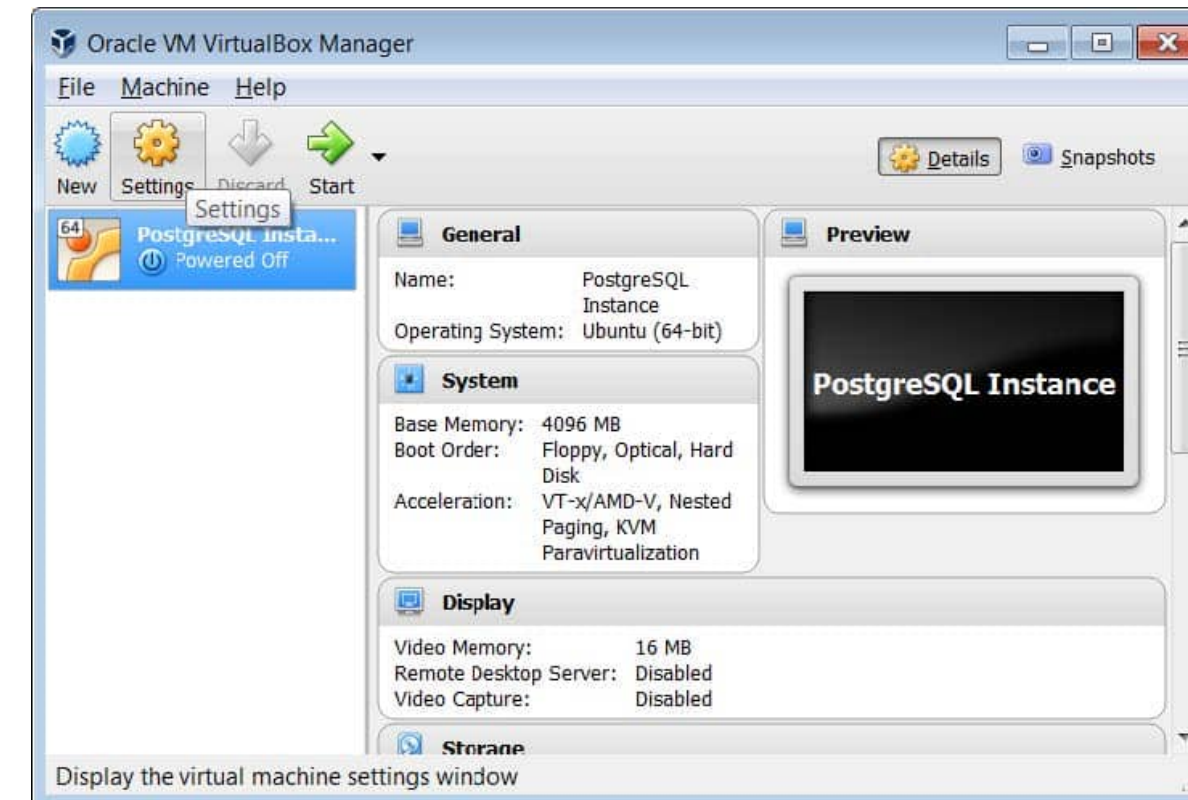 Oracle VM VirtualBox Manager
File Machine Help
New Settings Discard Start
Details Snapshots
Settings
64
PostgreSQL Insta...
Powered Off
General
Name: PostgreSQL
Instance
Operating System: Ubuntu (64-bit)
System
Base Memory: 4096 MB
Boot Order: Floppy, Optical, Hard
Disk
Acceleration: VT-x/AMD-V, Nested
Paging, KVM
Paravirtualization
Preview
PostgreSQL Instance
Display
Video Memory: 16 MB
Remote Desktop Server: Disabled
Video Capture: Disabled
Storage
Display the virtual machine settings window